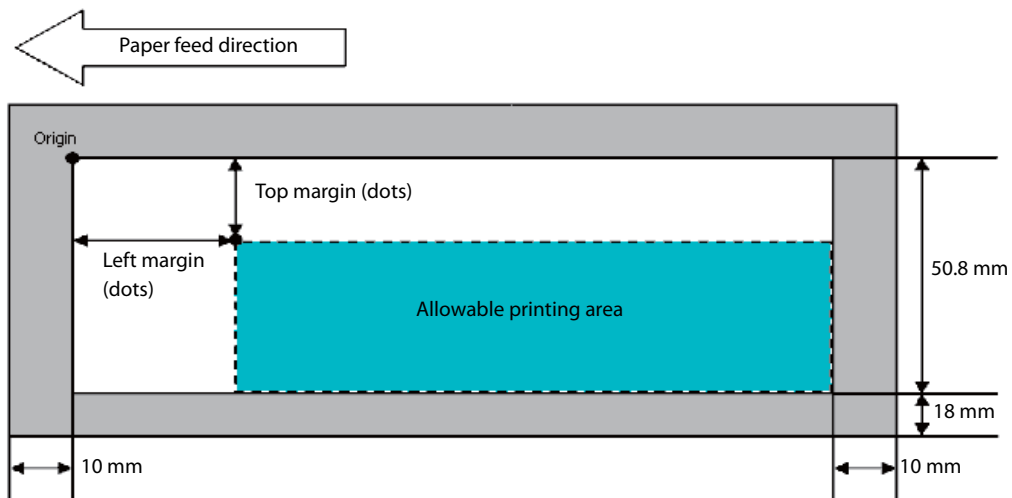 Paper feed direction
Origin
Top margin (dots)
Left margin
(dots)
50.8 mm
Allowable printing area
18 mm
10 mm
10 mm